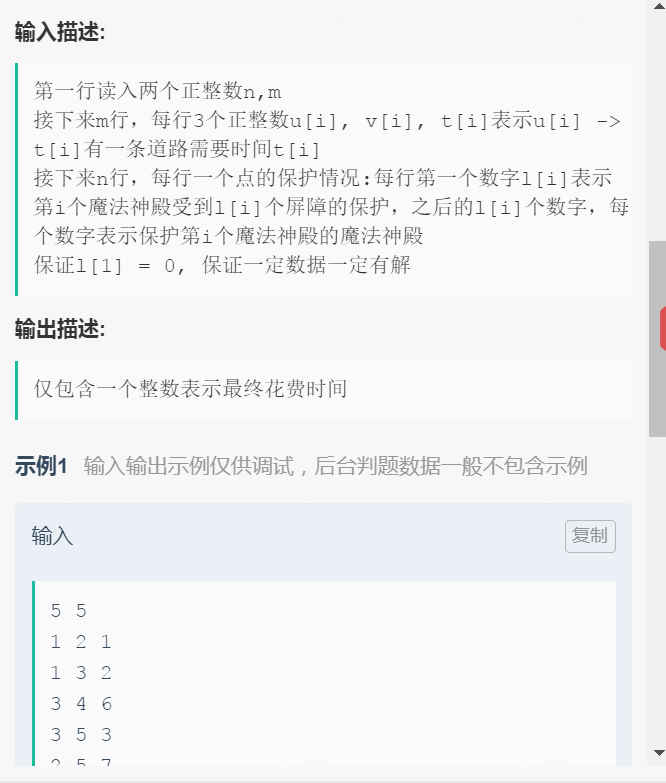 输入描述:
第一行读入两个正整数n,m
接下来m行，每行3个正整数u[i], v[i], t[i]表示u[i] ->
t[i]有一条道路需要时间t[i]
接下来n行，每行一个点的保护情况:每行第一个数字l[i]表示
第i个魔法神殿受到l[i]个屏障的保护，之后的l[i]个数字，每
个数字表示保护第i个魔法神殿的魔法神殿
保证l[1] = 0, 保证一定数据一定有解
输出描述:
仅包含一个整数表示最终花费时间
示例1 输入输出示例仅供调试，后台判题数据一般不包含示例
输入 复制
5 5
1 2 1
1 3 2
3 4 6
3 5 3
2 5 7